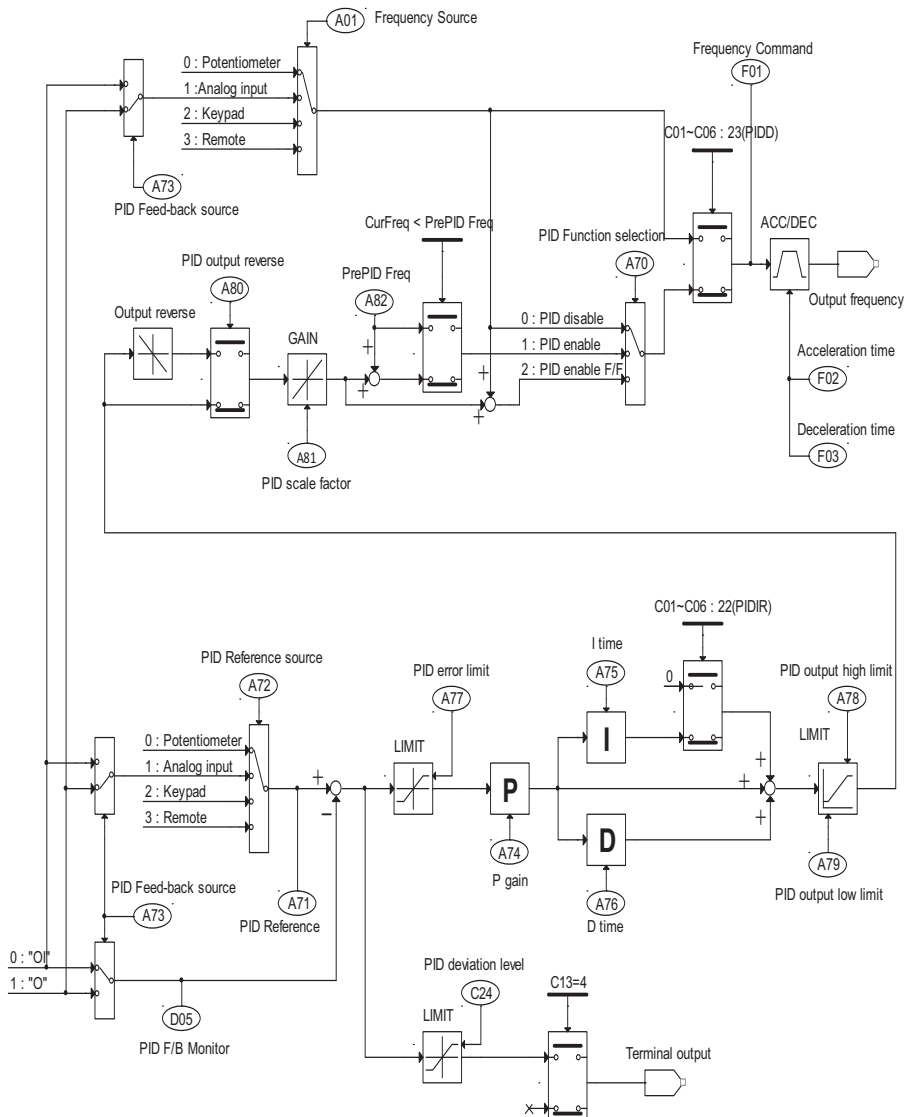 A01
Frequency Source
0 : Potentiometer
1 :Analog input
2 : Keypad
3 : Remote
A73
PID Feed-back source
Frequency Command
F01
C01~C06 : 23(PIDD)
ACC/DEC
Output frequency
Acceleration time
F02
Deceleration time
F03
CurFreq < PrePID Freq
PID Function selection
A70
PID output reverse
A80
PrePID Freq
A82
Output reverse
GAIN
0 : PID disable
1 : PID enable
2 : PID enable F/F
+
+
+
+
A81
PID scale factor
C01~C06 : 22(PIDIR)
I time
A75
0
PID output high limit
A78
LIMIT
PID Reference source
A72
PID error limit
A77
LIMIT
0 : Potentiometer
1 : Analog input
2 : Keypad
3 : Remote
+
−
I
P
D
+
+
+
A74
P gain
A76
D time
A79
PID output low limit
PID Feed-back source
A73
A71
PID Reference
0 : "OI"
1 : "O"
D05
PID F/B Monitor
PID deviation level
C24
LIMIT
C13=4
Terminal output